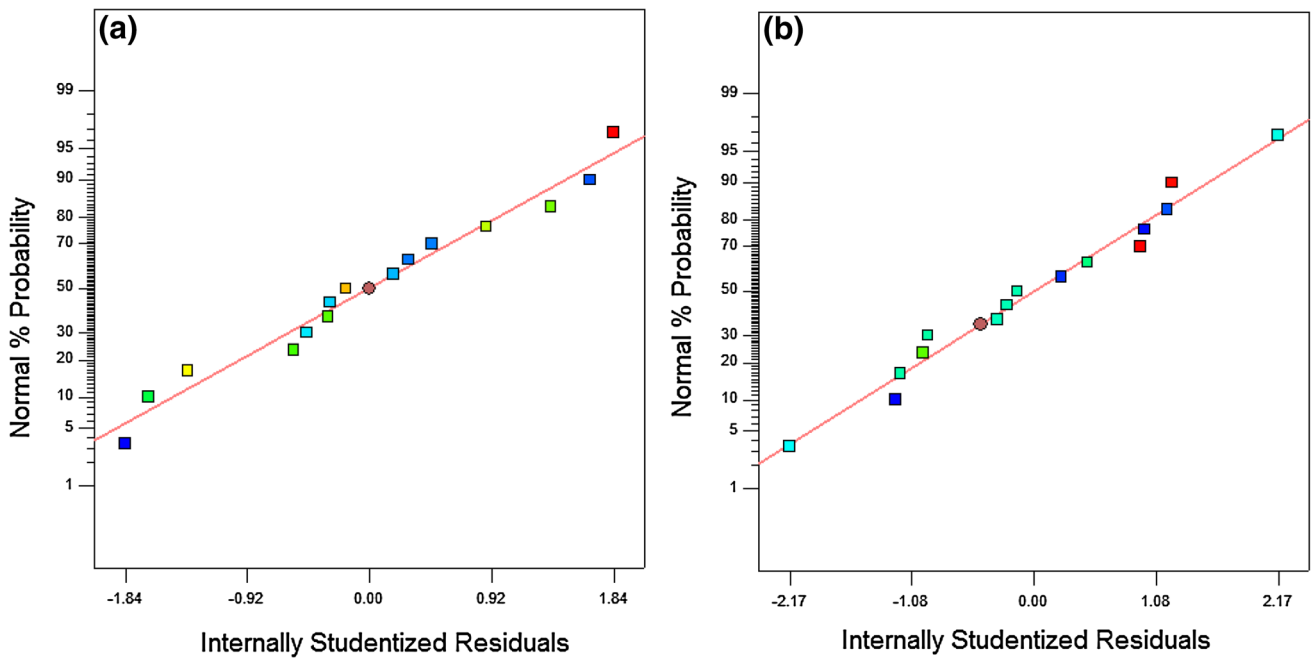 (a)
Normal % Probability
99
95
90
80
70
50
30
20
10
5
1
-1.84 -0.92 0.00 0.92 1.84
Internally Studentized Residuals
(b)
Normal % Probability
99
95
90
80
70
50
30
20
10
5
1
-2.17 -1.08 0.00 1.08 2.17
Internally Studentized Residuals